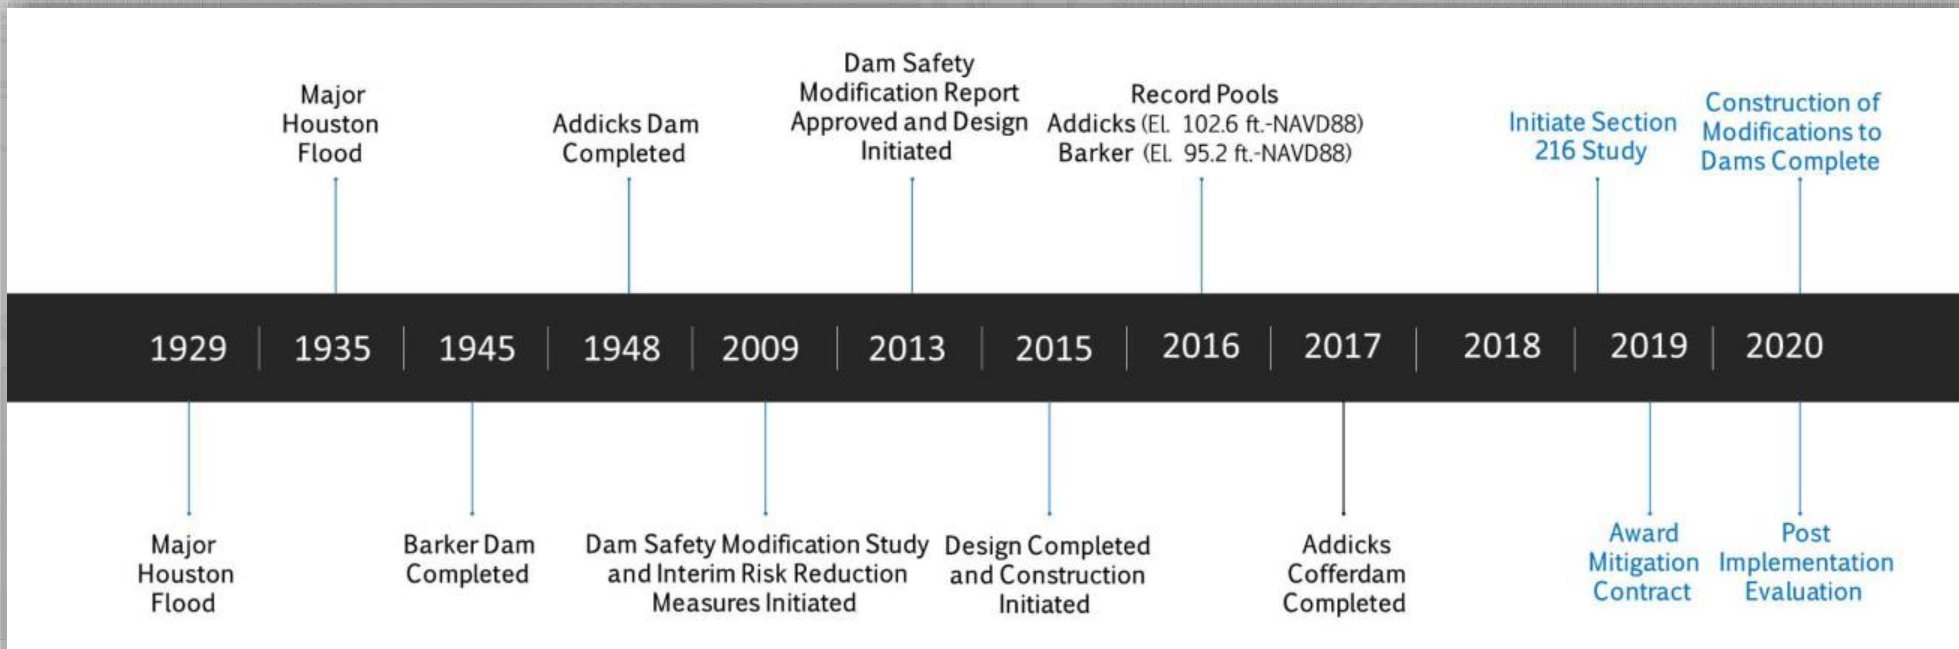 Major
Houston
Flood
Addicks Dam
Completed
Dam Safety
Modification Report
Approved and Design
Initiated
Record Pools
Addicks (El. 102.6 ft.-NAVD88)
Barker (El. 95.2 ft.-NAVD88)
Initiate Section
216 Study
Construction of
Modifications to
Dams Complete
1929 1935 1945 1948 2009 2013 2015 2016 2017 2018 2019 2020
Major
Houston
Flood
Barker Dam
Completed
Dam Safety Modification Study
and Interim Risk Reduction
Measures Initiated
Design Completed
and Construction
Initiated
Addicks
Cofferdam
Completed
Award
Mitigation
Contract
Post
Implementation
Evaluation